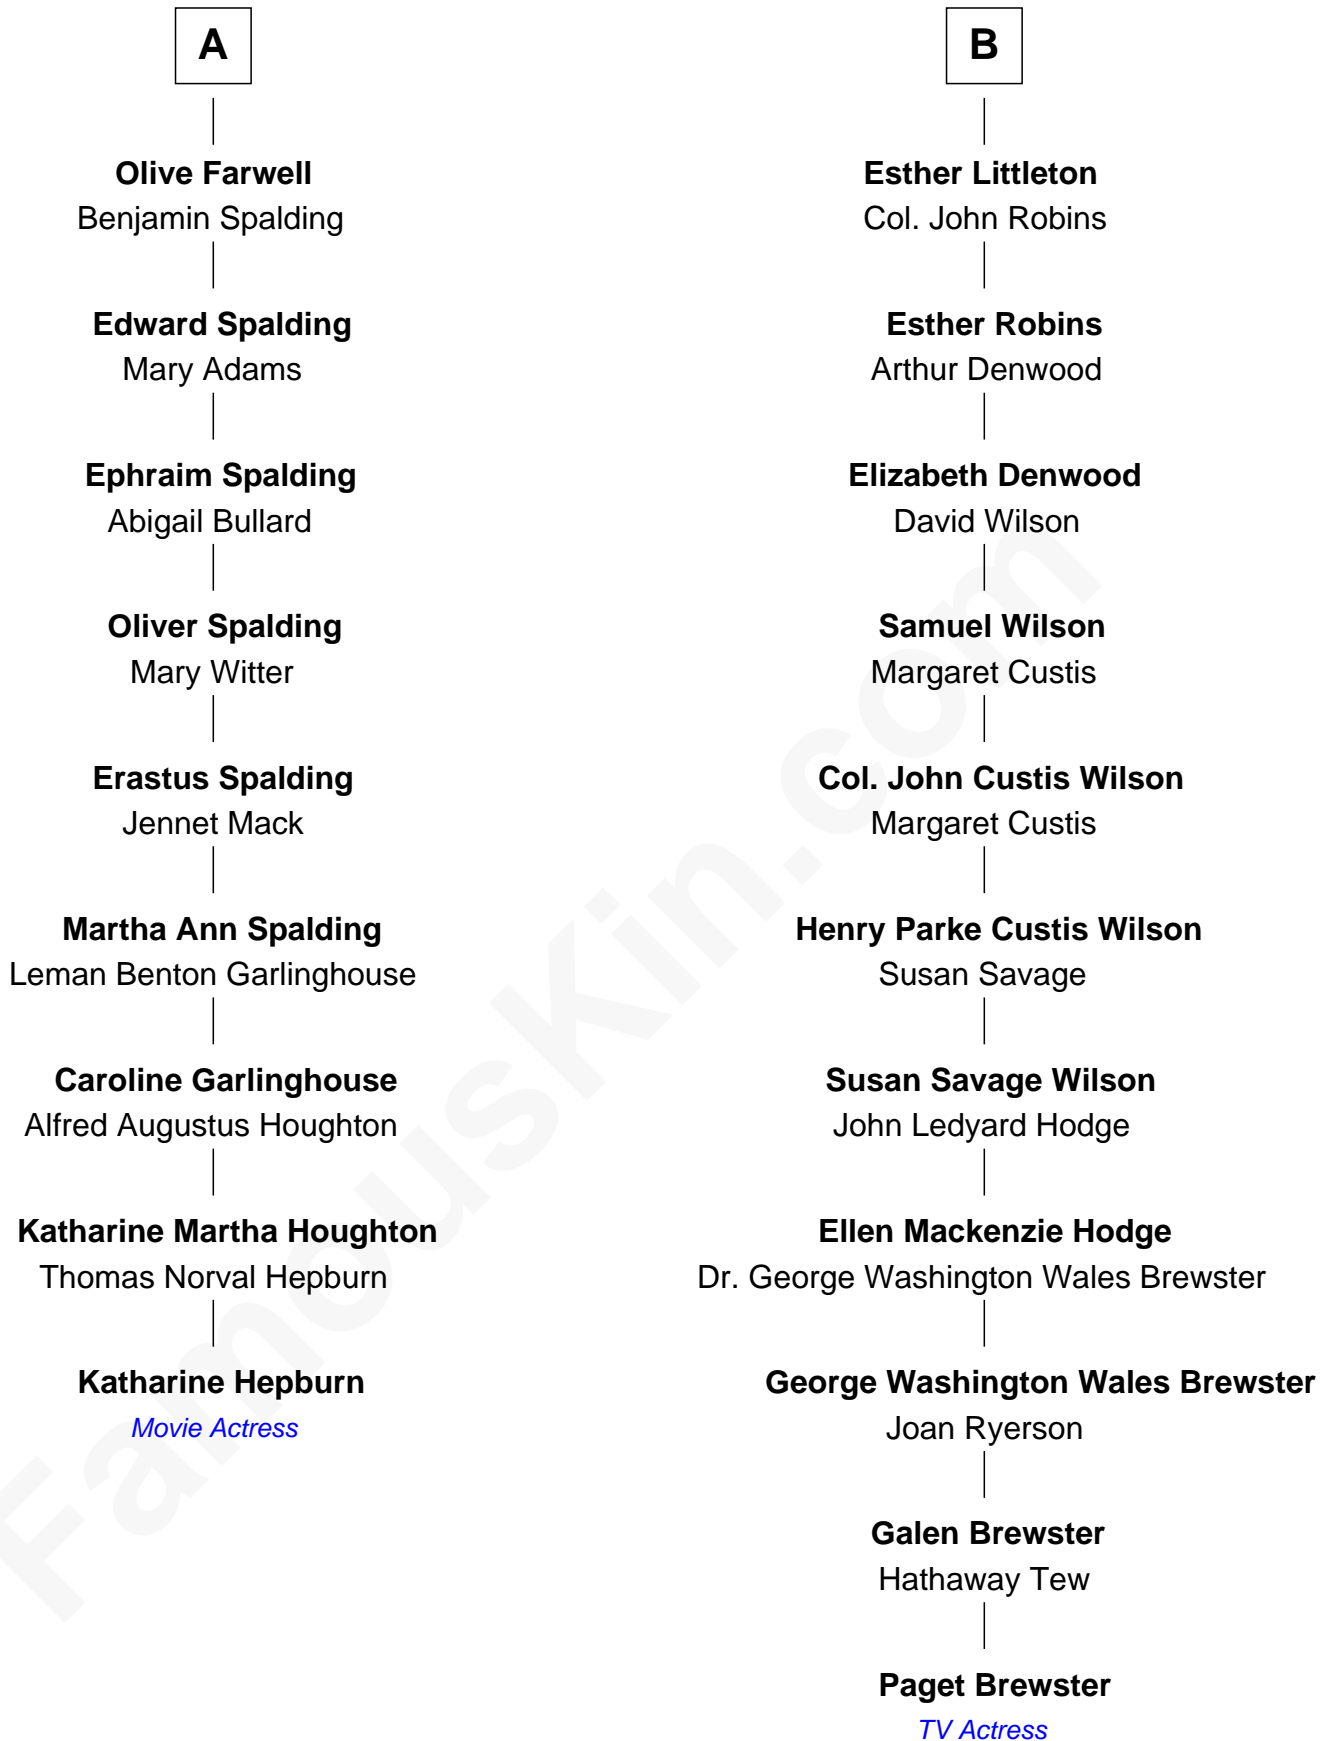 A
Olive Farwell
Benjamin Spalding
Edward Spalding
Mary Adams
Ephraim Spalding
Abigail Bullard
Oliver Spalding
Mary Witter
Erastus Spalding
Jennet Mack
Martha Ann Spalding
Leman Benton Garlinghouse
Caroline Garlinghouse
Alfred Augustus Houghton
Katharine Martha Houghton
Thomas Norval Hepburn
Katharine Hepburn
Movie Actress
B
Esther Littleton
Col. John Robins
Esther Robins
Arthur Denwood
Elizabeth Denwood
David Wilson
Samuel Wilson
Margaret Custis
Col. John Custis Wilson
Margaret Custis
Henry Parke Custis Wilson
Susan Savage
Susan Savage Wilson
John Ledyard Hodge
Ellen Mackenzie Hodge
Dr. George Washington Wales Brewster
George Washington Wales Brewster
Joan Ryerson
Galen Brewster
Hathaway Tew
Paget Brewster
TV Actress
FamousKin.com